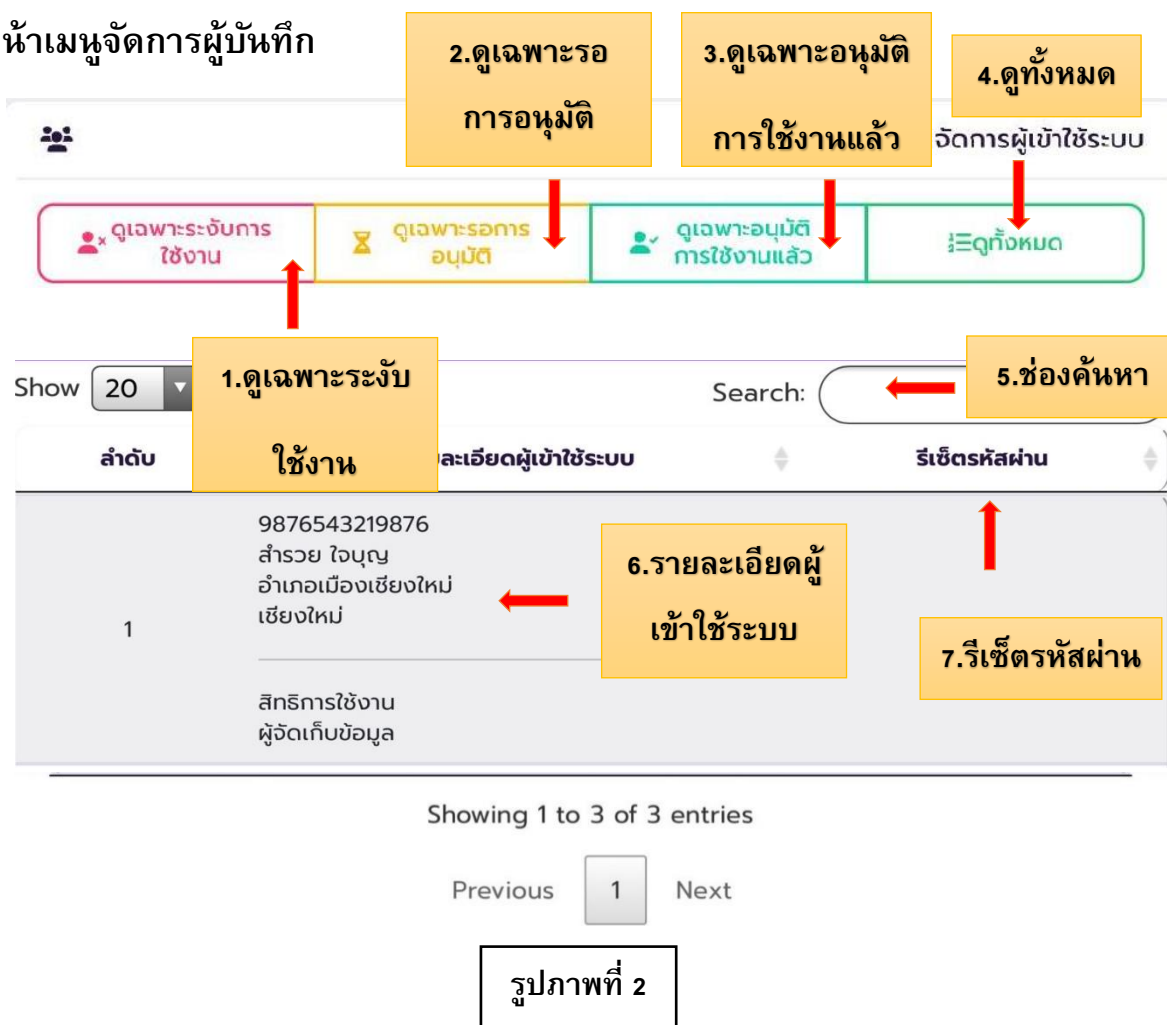 น้าเมนูจัดการผู้บันทึก
2.ดูเฉพาะรอ
การอนุมัติ
3.ดูเฉพาะอนุมัติ
การใช้งานแล้ว
4.ดูทั้งหมด
จัดการผู้เข้าใช้ระบบ
ดูเฉพาะระงับการ
ใช้งาน
ดูเฉพาะรอการ
อนุมัติ
ดูเฉพาะอนุมัติ
การใช้งานแล้ว
ดูทั้งหมด
1.ดูเฉพาะระงับ
ใช้งาน
Show 20
Search:
5.ช่องค้นหา
ลำดับ
ละเอียดผู้เข้าใช้ระบบ
รีเซ็ตรหัสผ่าน
9876543219876
สำรวย ใจบุญ
อำเภอเมืองเชียงใหม่
เชียงใหม่
1
6.รายละเอียดผู้
เข้าใช้ระบบ
7.รีเซ็ตรหัสผ่าน
สิทธิการใช้งาน
ผู้จัดเก็บข้อมูล
Showing 1 to 3 of 3 entries
Previous 1 Next
รูปภาพที่ 2